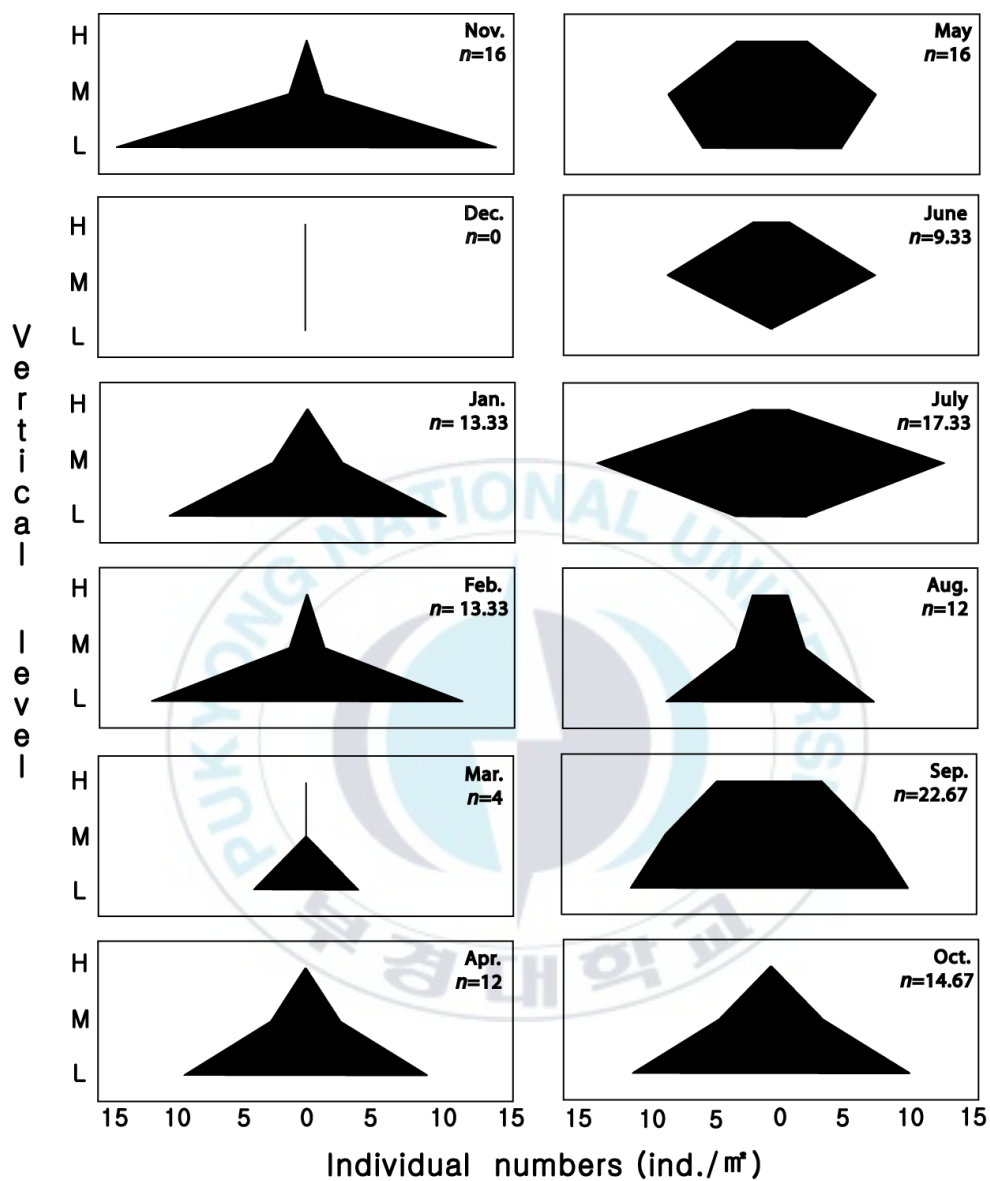 Vertical level
H
M
L
Nov.
n=16
May
n=16
H
M
L
Dec.
n=0
June
n=9.33
H
M
L
Jan.
n= 13.33
July
n=17.33
H
M
L
Feb.
n= 13.33
Aug.
n=12
H
M
L
Mar.
n=4
Sep.
n=22.67
H
M
L
Apr.
n=12
Oct.
n=14.67
15 10 5 0 5 10 15
15 10 5 0 5 10 15
Individual numbers (ind./㎡)
PUKYONG NATIONAL UNIVERSI
부경대학교